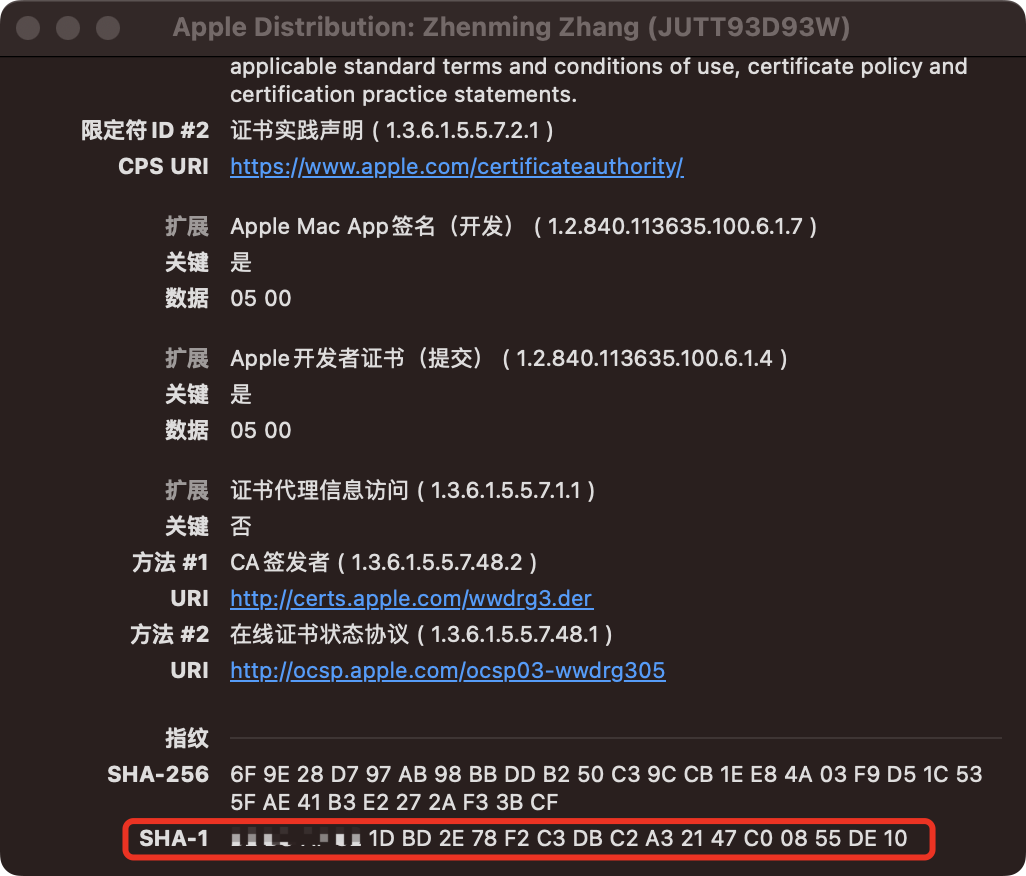 Apple Distribution: Zhenming Zhang (JUTT93D93W)
applicable standard terms and conditions of use, certificate policy and
certification practice statements.
限定符 ID #2 证书实践声明 ( 1.3.6.1.5.5.7.2.1 )
CPS URI https://www.apple.com/certificateauthority/
扩展 Apple Mac App签名（开发） ( 1.2.840.113635.100.6.1.7 )
关键 是
数据 05 00
扩展 Apple开发者证书（提交） ( 1.2.840.113635.100.6.1.4 )
关键 是
数据 05 00
扩展 证书代理信息访问 ( 1.3.6.1.5.5.7.1.1 )
关键 否
方法 #1 CA签发者 ( 1.3.6.1.5.5.7.48.2 )
URI http://certs.apple.com/wwdrg3.der
方法 #2 在线证书状态协议 ( 1.3.6.1.5.5.7.48.1 )
URI http://ocsp.apple.com/ocsp03-wwdrg305
指纹
SHA-256 6F 9E 28 D7 97 AB 98 BB DD B2 50 C3 9C CB 1E E8 4A 03 F9 D5 1C 53
5F AE 41 B3 E2 27 2A F3 3B CF
SHA-1 1D BD 2E 78 F2 C3 DB C2 A3 21 47 C0 08 55 DE 10